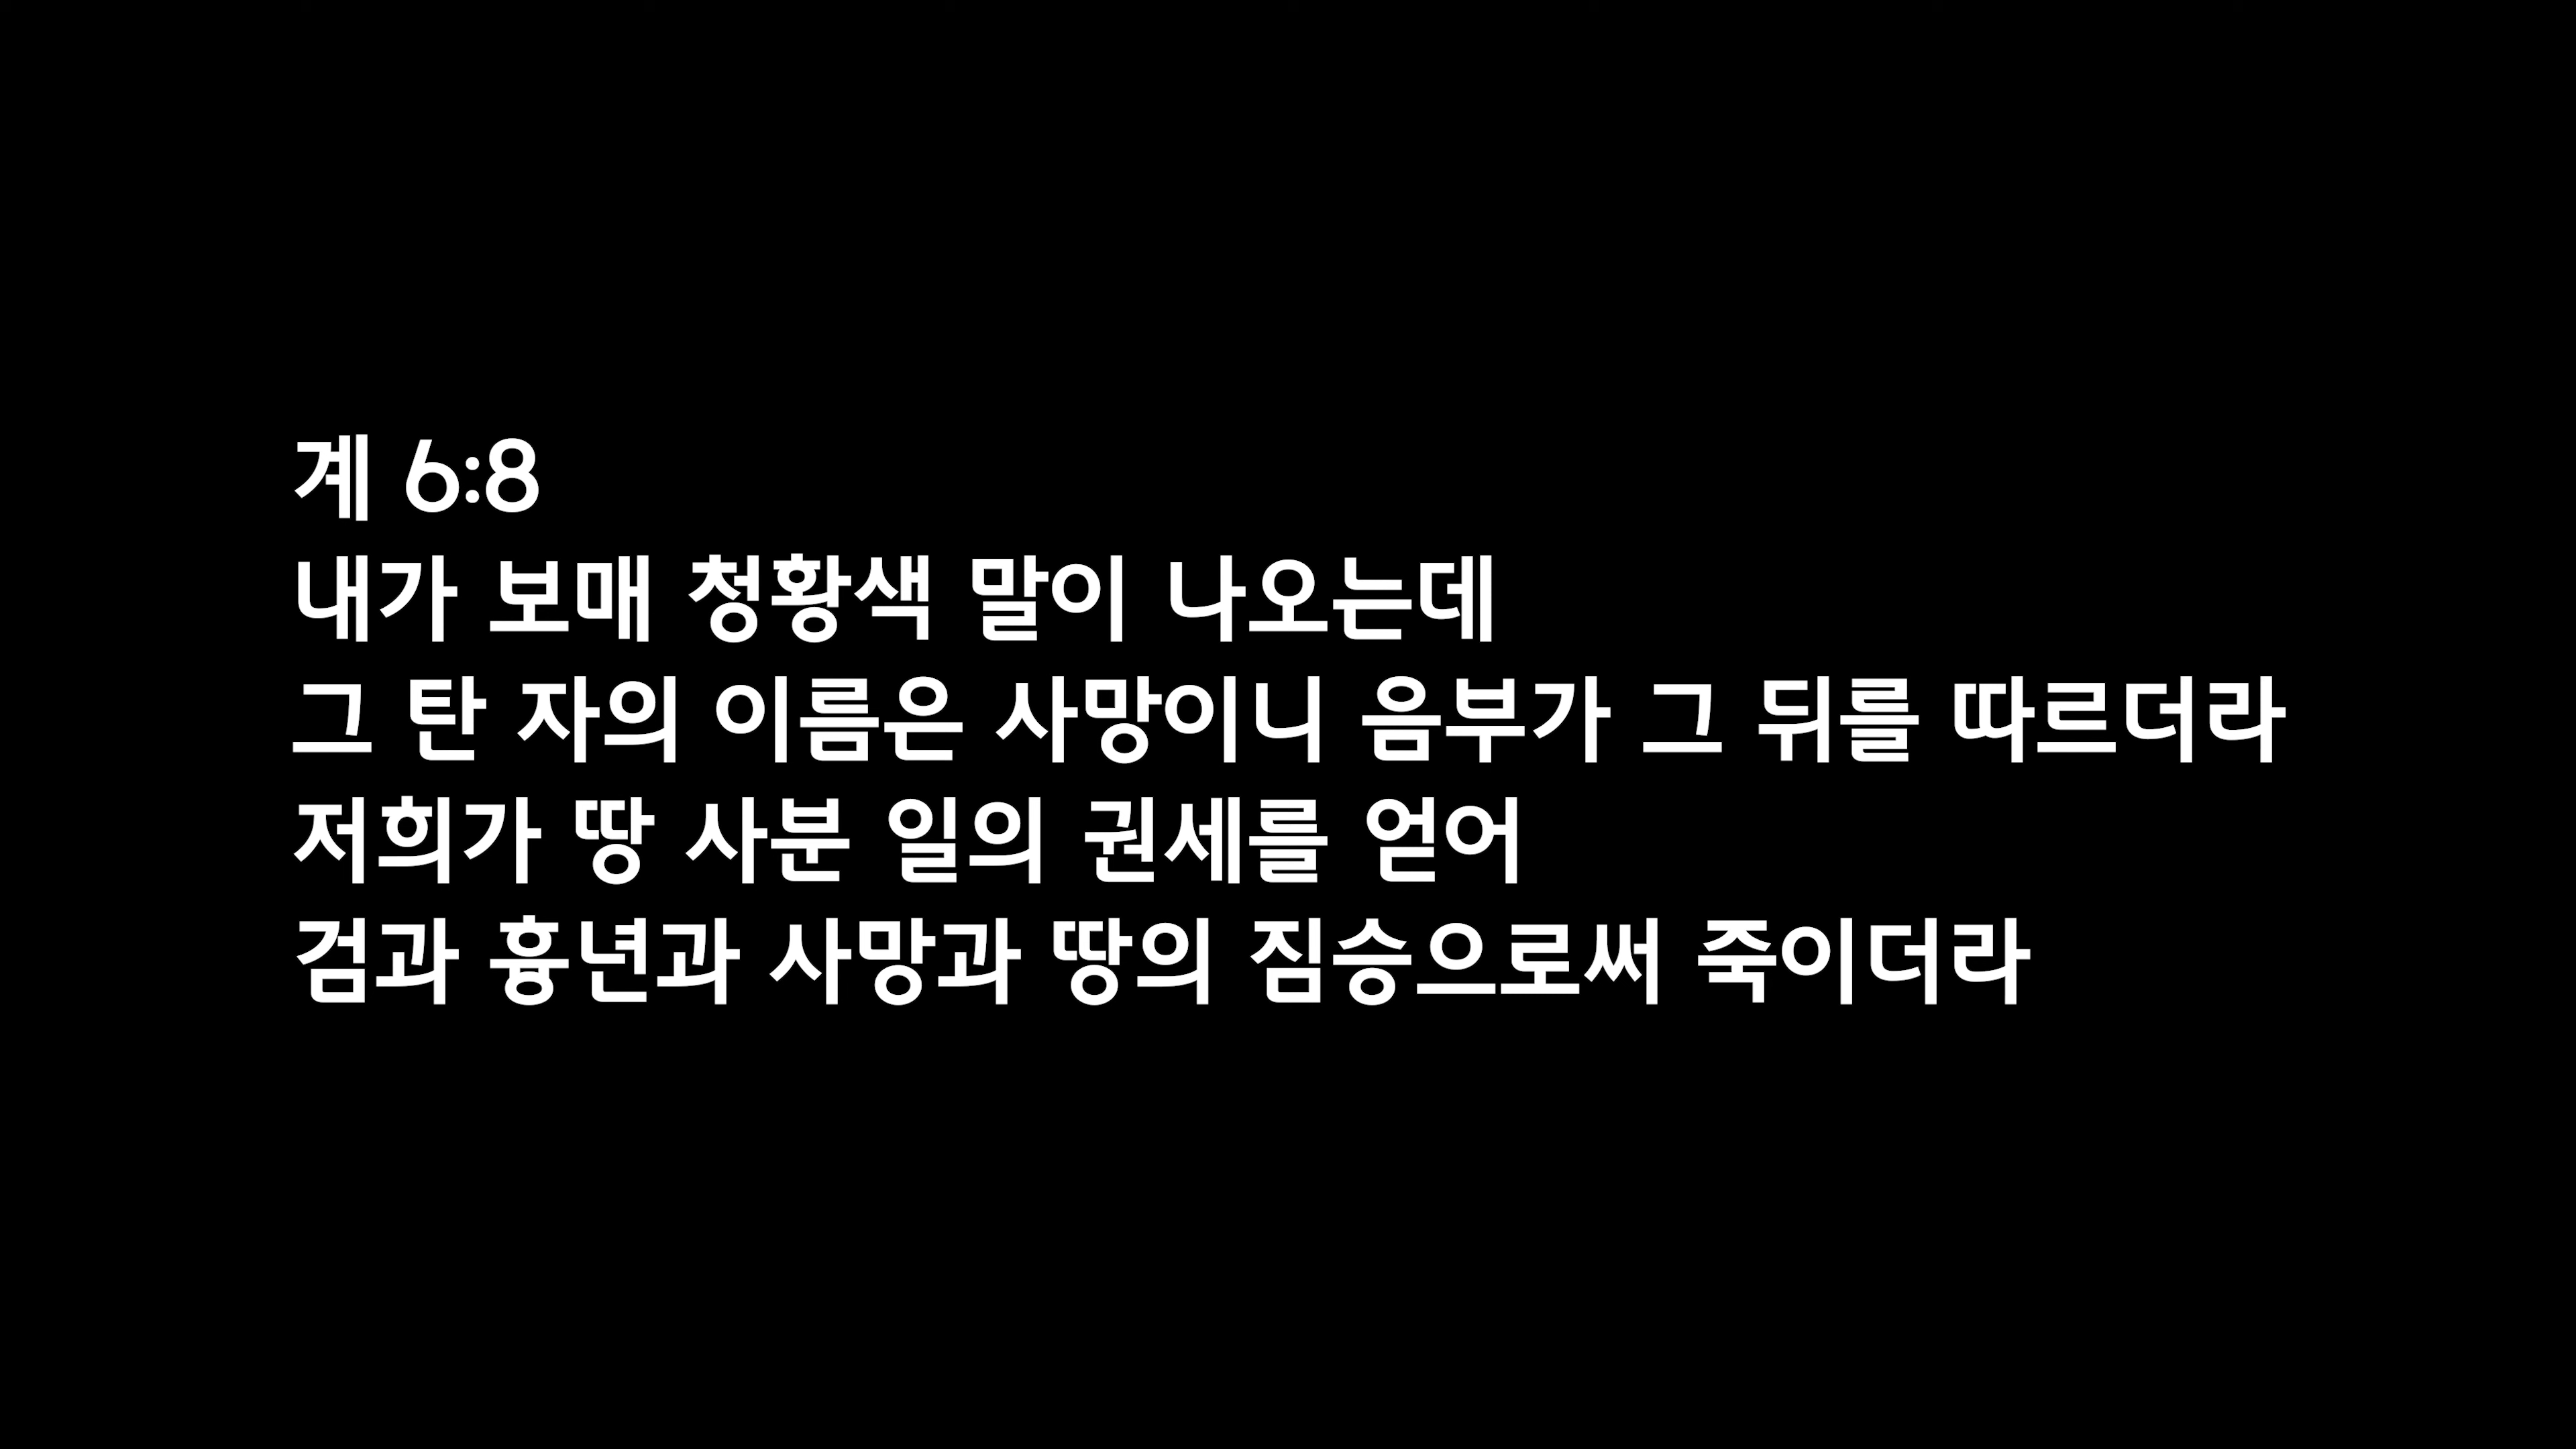 계 6:8
내가 보매 청황색 말이 나오는데
그 탄 자의 이름은 사망이니 음부가 그 뒤를 따르더라
저희가 땅 사분 일의 권세를 얻어
검과 흉년과 사망과 땅의 짐승으로써 죽이더라